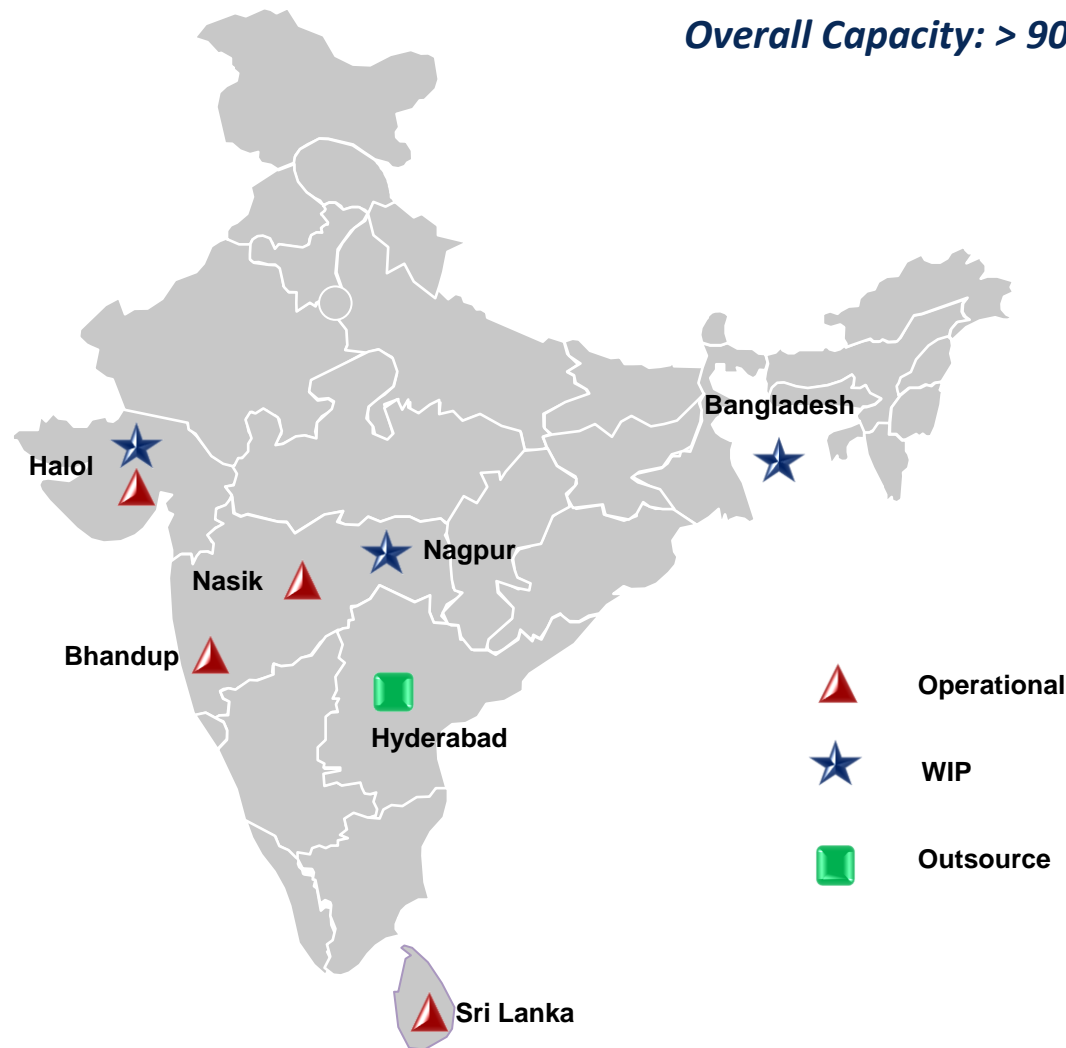 Overall Capacity: > 90
Bangladesh
Halol
Nagpur
Nasik
Bhandup
Operational
Hyderabad
WIP
Outsource
Sri Lanka